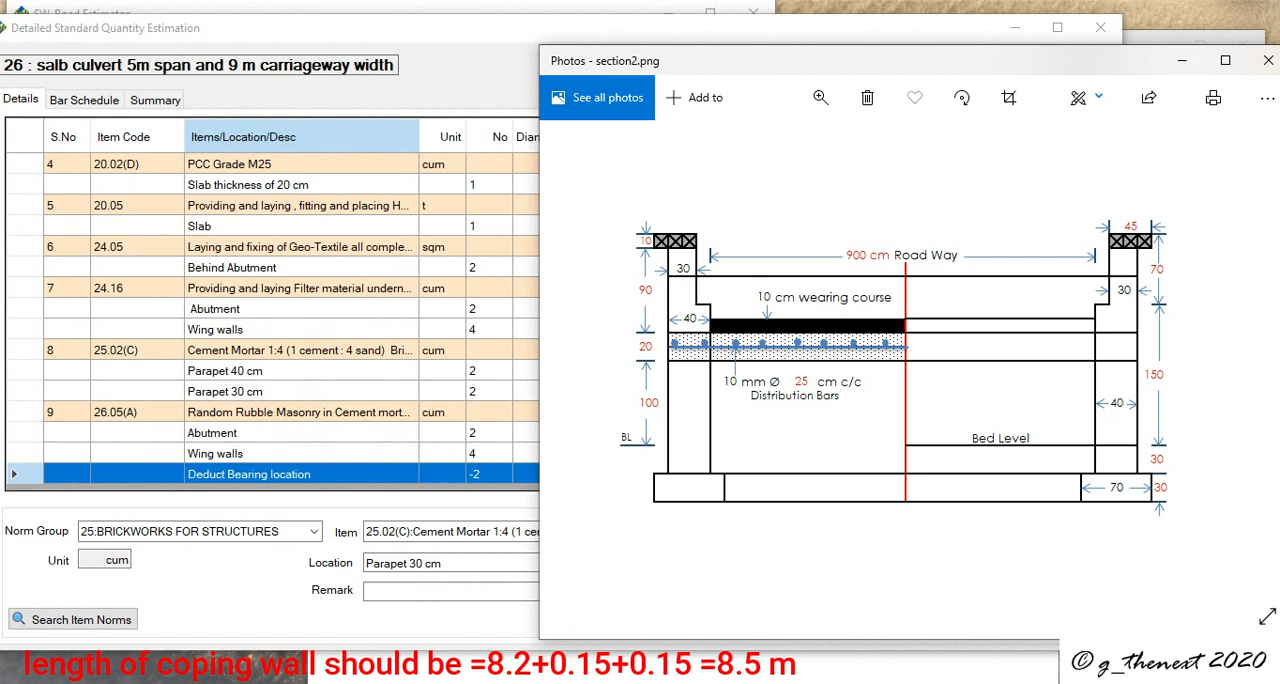 SW Road Estimator
Detailed Standard Quantity Estimation
26 : salb culvert 5m span and 9 m carriageway width
Details Bar Schedule Summary
S.No Item Code Items/Location/Desc Unit No Dian
4 20.02(D) PCC Grade M25 cum
Slab thickness of 20 cm 1
5 20.05 Providing and laying , fitting and placing H... t
Slab 1
6 24.05 Laying and fixing of Geo-Textile all comple... sqm
Behind Abutment 2
7 24.16 Providing and laying Filter material undern... cum
Abutment 2
Wing walls 4
8 25.02(C) Cement Mortar 1:4 (1 cement : 4 sand) Bri... cum
Parapet 40 cm 2
Parapet 30 cm 2
9 26.05(A) Random Rubble Masonry in Cement mort... cum
Abutment 2
Wing walls 4
Deduct Bearing location -2
Norm Group 25:BRICKWORKS FOR STRUCTURES Item 25.02(C):Cement Mortar 1:4 (1 cen
Unit cum Location Parapet 30 cm
Remark
Search Item Norms
Photos - section2.png
See all photos Add to
45
10
900 cm Road Way
30
70
90
30
10 cm wearing course
40
20
10 mm Ø 25 cm c/c
Distribution Bars
150
100
40
BL
Bed Level
30
70
30
length of coping wall should be =8.2+0.15+0.15 =8.5 m
© g_thenext 2020